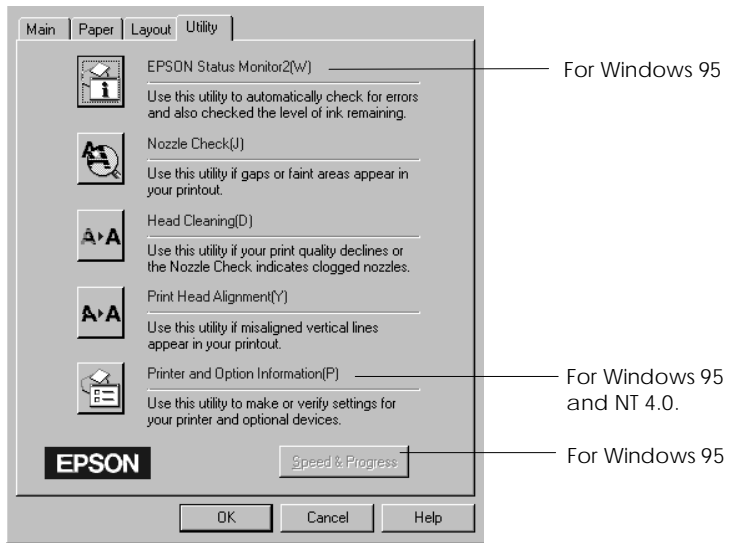 Main Paper Layout Utility
EPSON Status Monitor2(W)
For Windows 95
Use this utility to automatically check for errors
and also checked the level of ink remaining.
Nozzle Check(J)
Use this utility if gaps or faint areas appear in
your printout.
Head Cleaning(D)
Use this utility if your print quality declines or
the Nozzle Check indicates clogged nozzles.
Print Head Alignment(Y)
Use this utility if misaligned vertical lines
appear in your printout.
Printer and Option Information(P)
For Windows 95
and NT 4.0.
Use this utility to make or verify settings for
your printer and optional devices.
EPSON
Speed & Progress
For Windows 95
OK Cancel Help